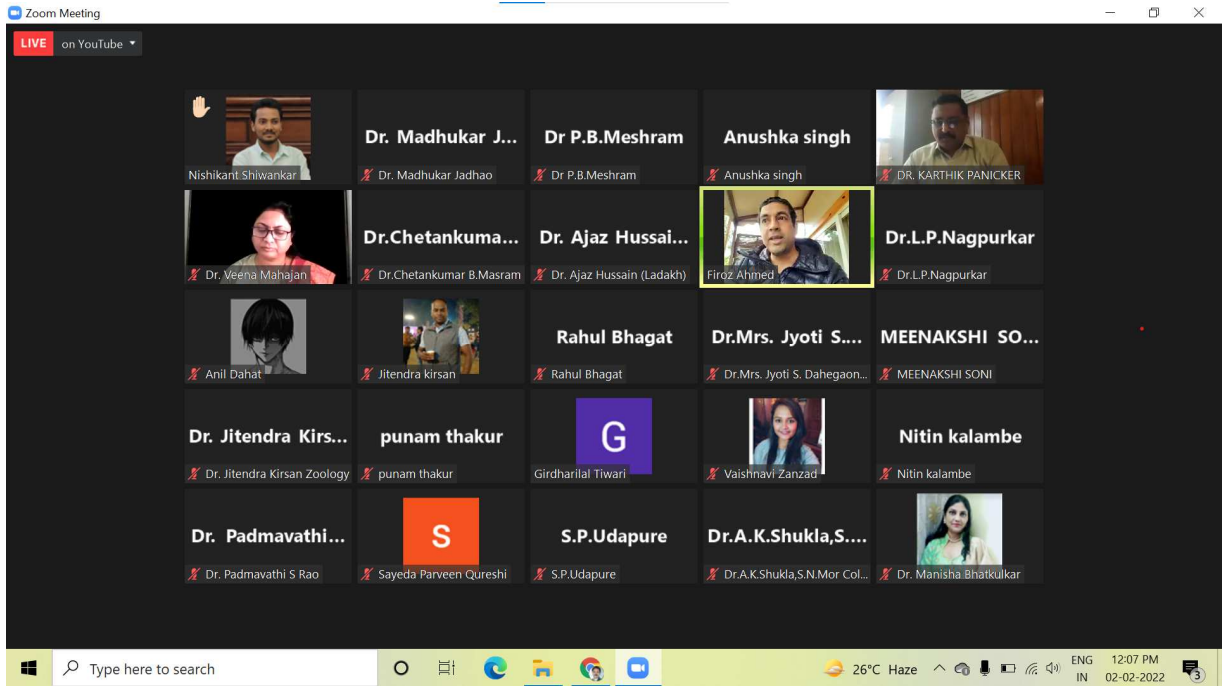 Zoom Meeting
LIVE on YouTube
Nishikant Shiwankar
Dr. Madhukar J...
Dr. Madhukar Jadhao
Dr P.B.Meshram
Dr P.B.Meshram
Anushka singh
Anushka singh
DR. KARTHIK PANICKER
Dr. Veena Mahajan
Dr.Chetankuma...
Dr.Chetankumar B.Masram
Dr. Ajaz Hussai...
Dr. Ajaz Hussain (Ladakh)
Firoz Ahmed
Dr.L.P.Nagpurkar
Dr.L.P.Nagpurkar
Anil Dahat
Jitendra kirsan
Rahul Bhagat
Rahul Bhagat
Dr.Mrs. Jyoti S....
Dr.Mrs. Jyoti S. Dahegaon...
MEENAKSHI SO...
MEENAKSHI SONI
Dr. Jitendra Kirs...
Dr. Jitendra Kirsan Zoology
punam thakur
punam thakur
G
Girdharilal Tiwari
Vaishnavi Zanzad
Nitin kalambe
Nitin kalambe
Dr. Padmavathi...
Dr. Padmavathi S Rao
S
Sayeda Parveen Qureshi
S.P.Udapure
S.P.Udapure
Dr.A.K.Shukla,S....
Dr.A.K.Shukla,S.N.Mor Col...
Dr. Manisha Bhatkulkar
Type here to search
26°C Haze
ENG
IN
12:07 PM
02-02-2022
3